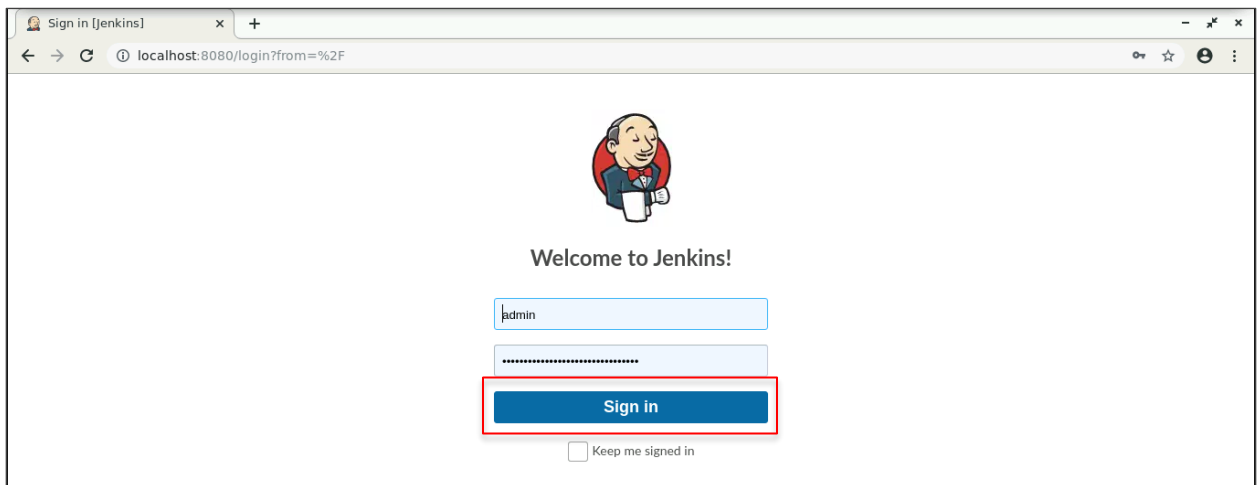 Sign in [Jenkins]
localhost:8080/login?from=%2F
Welcome to Jenkins!
admin
••••••••••••••••••••••••••••••••
Sign in
Keep me signed in